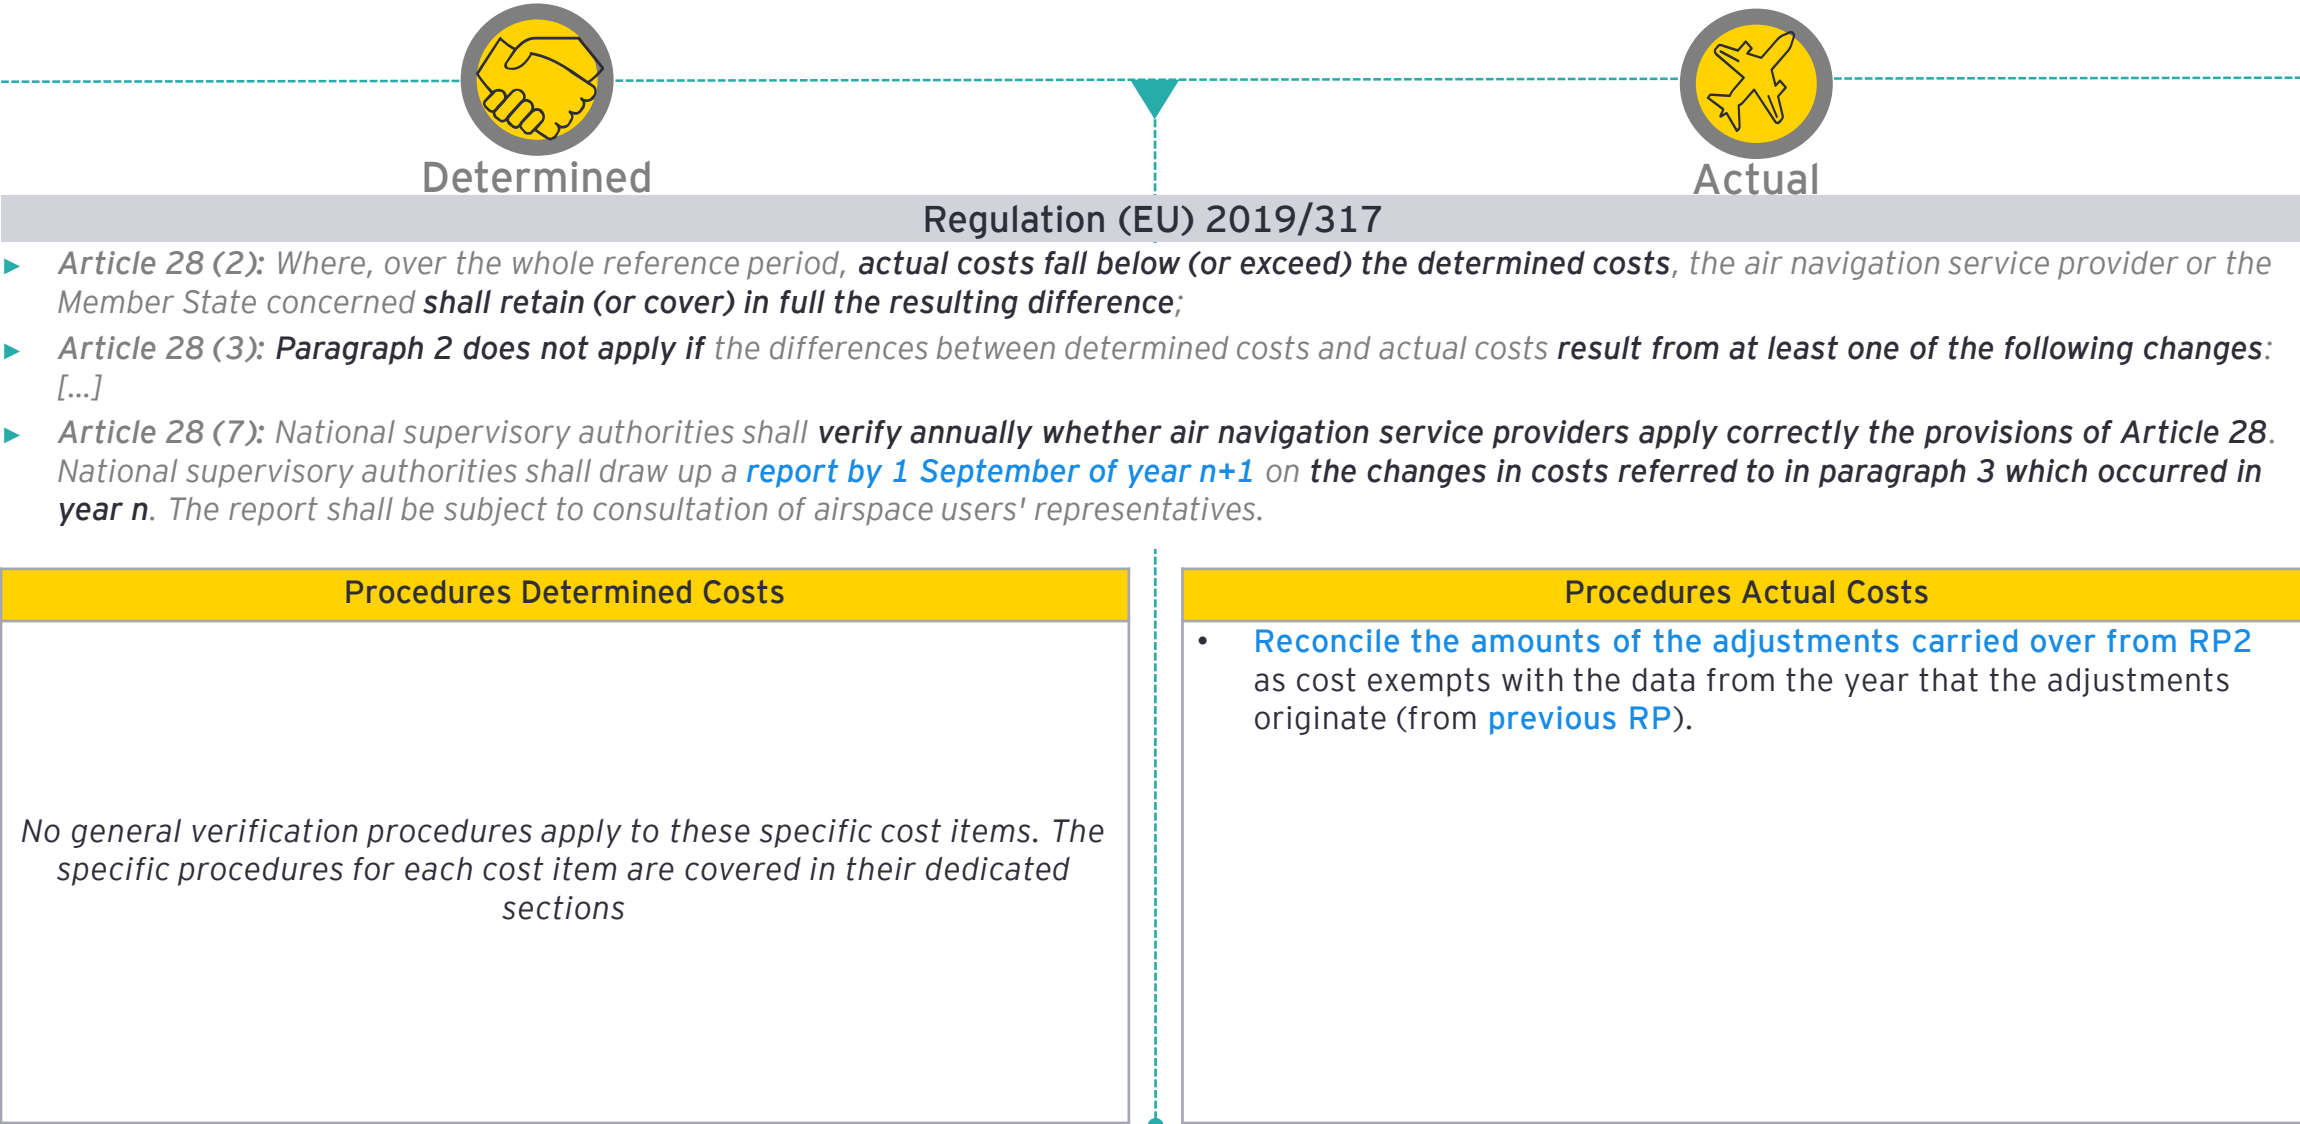 Determined
Actual
Regulation (EU) 2019/317
► Article 28 (2): Where, over the whole reference period, actual costs fall below (or exceed) the determined costs, the air navigation service provider or the
Member State concerned shall retain (or cover) in full the resulting difference;
► Article 28 (3): Paragraph 2 does not apply if the differences between determined costs and actual costs result from at least one of the following changes:
[...]
► Article 28 (7): National supervisory authorities shall verify annually whether air navigation service providers apply correctly the provisions of Article 28.
National supervisory authorities shall draw up a report by 1 September of year n+1 on the changes in costs referred to in paragraph 3 which occurred in
year n. The report shall be subject to consultation of airspace users' representatives.
Procedures Determined Costs
No general verification procedures apply to these specific cost items. The
specific procedures for each cost item are covered in their dedicated
sections
Procedures Actual Costs
• Reconcile the amounts of the adjustments carried over from RP2
as cost exempts with the data from the year that the adjustments
originate (from previous RP).